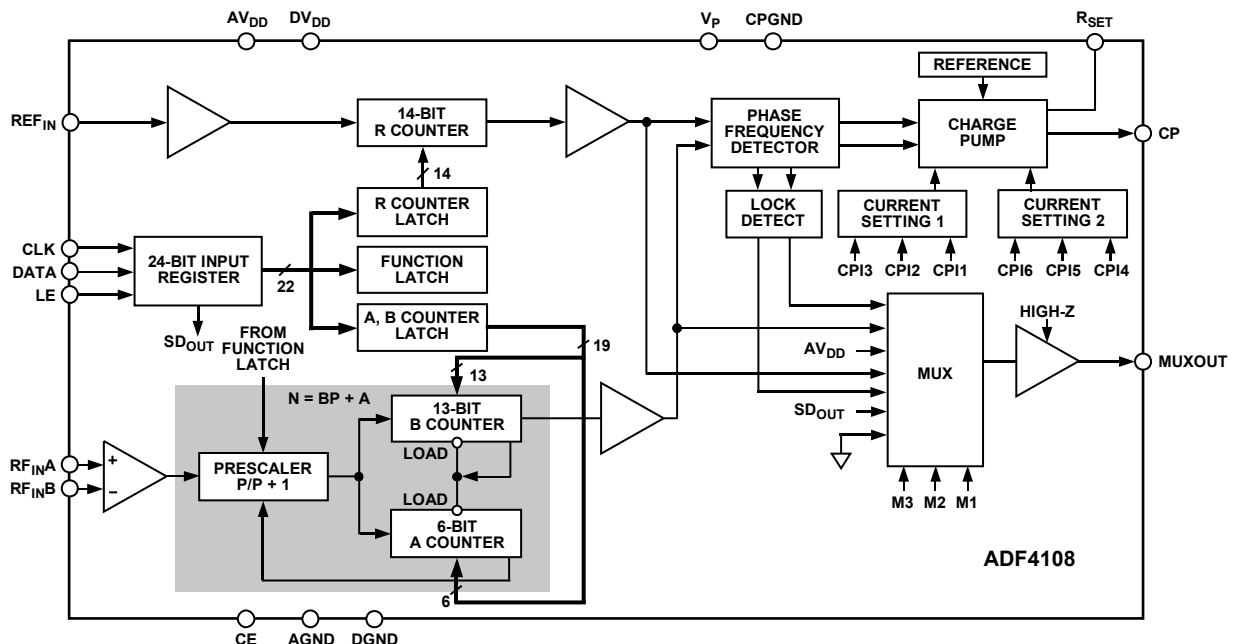 AVDD
DVDD
VP
CPGND
RSET
REFERENCE
REFIN
14-BIT
R COUNTER
PHASE
FREQUENCY
DETECTOR
CHARGE
PUMP
CP
14
R COUNTER
LATCH
LOCK
DETECT
CURRENT
SETTING 1
CURRENT
SETTING 2
CLK
DATA
LE
24-BIT INPUT
REGISTER
22
FUNCTION
LATCH
CPI3
CPI2
CPI1
CPI6
CPI5
CPI4
SDOUT
A, B COUNTER
LATCH
19
HIGH-Z
FROM
FUNCTION
LATCH
13
AVDD
MUX
MUXOUT
N = BP + A
13-BIT
B COUNTER
SDOUT
LOAD
RFINA
RFINB
+
–
PRESCALER
P/P + 1
LOAD
M3
M2
M1
6-BIT
A COUNTER
6
ADF4108
CE
AGND
DGND